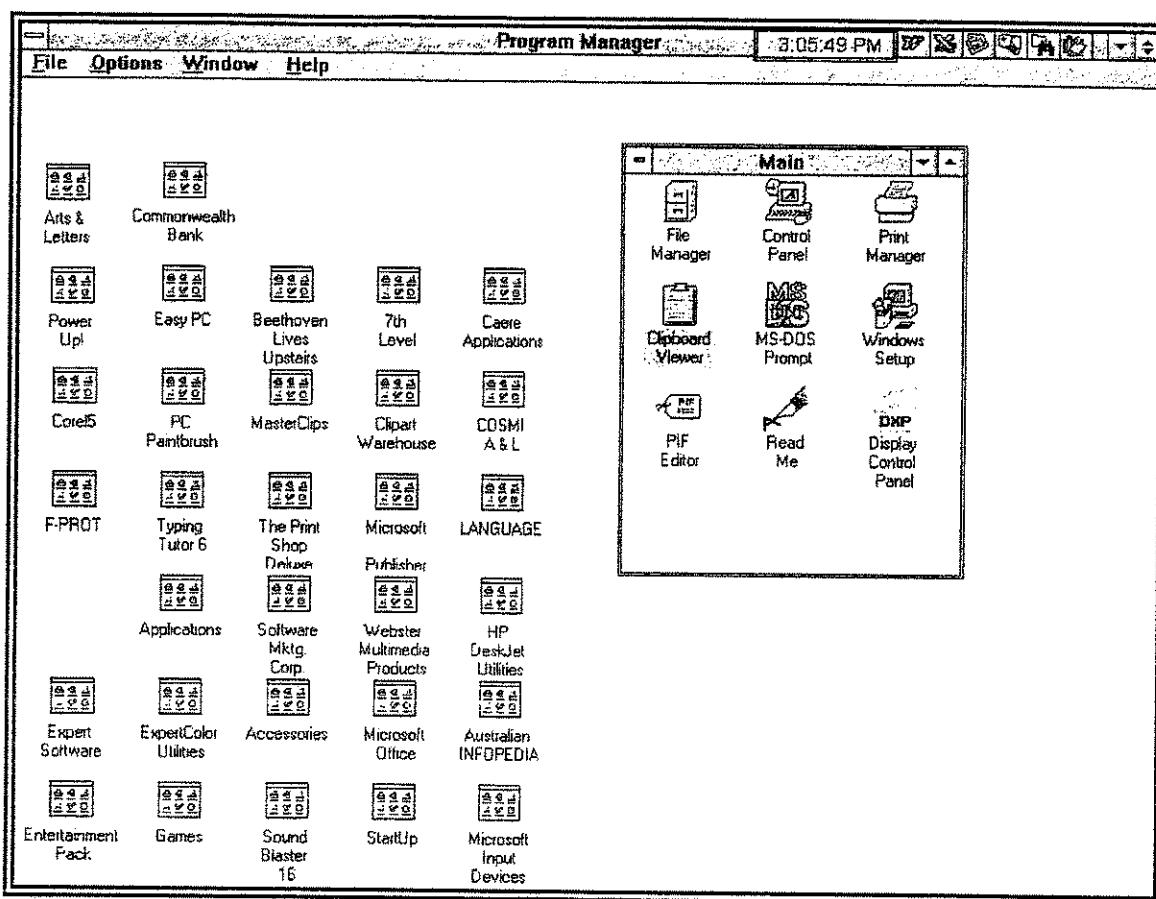 Program Manager
3:05:49 PM
File Options Window Help
Arts &
Letters
Commonwealth
Bank
Power
Up!
Easy PC
Beethoven
Lives
Upstairs
7th
Level
Caere
Applications
Corel5
PC
Paintbrush
MasterClips
Clipart
Warehouse
COSMI
A & L
F-PROT
Typing
Tutor 6
The Print
Shop
Deluxe
Microsoft
Publisher
LANGUAGE
Applications
Software
Mktg.
Corp.
Webster
Multimedia
Products
HP
DeskJet
Utilities
Expert
Software
ExpertColor
Utilities
Accessories
Microsoft
Office
Australian
INFOPEDIA
Entertainment
Pack
Games
Sound
Blaster
16
StartUp
Microsoft
Input
Devices
Main
File
Manager
Control
Panel
Print
Manager
Clipboard
Viewer
MS
DOS
MS-DOS
Prompt
Windows
Setup
PIF
PIF
Editor
Read
Me
DXP
Display
Control
Panel